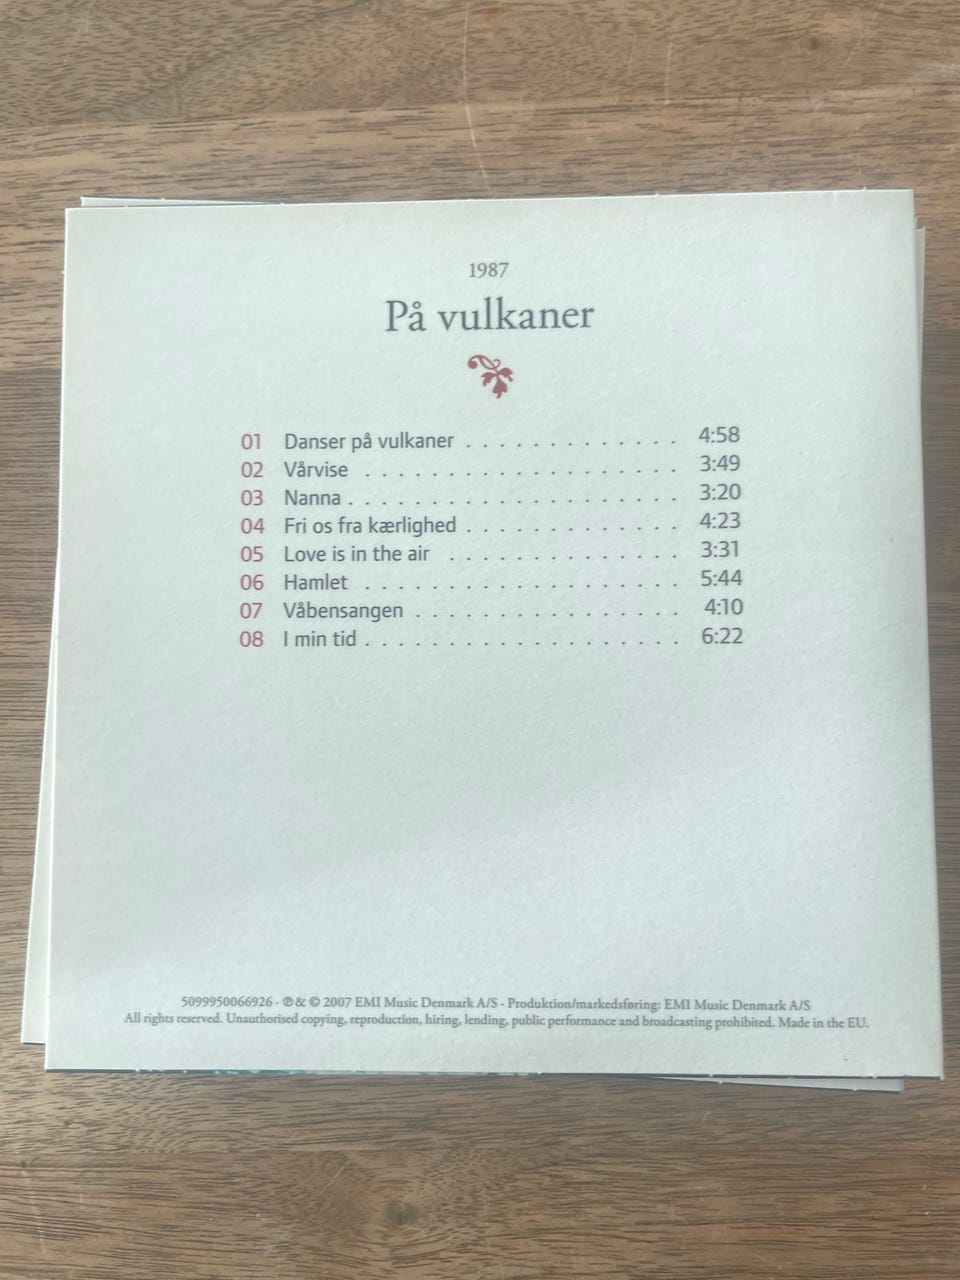 1987
På vulkaner
01 Danser på vulkaner . . . . . . . . . . . . . 4:58
02 Vårvise . . . . . . . . . . . . . . . . . 3:49
03 Nanna . . . . . . . . . . . . . . . . . . 3:20
04 Fri os fra kærlighed . . . . . . . . . . . . . 4:23
05 Love is in the air . . . . . . . . . . . . . 3:31
06 Hamlet . . . . . . . . . . . . . . . . . 5:44
07 Våbensangen . . . . . . . . . . . . . . . 4:10
08 I min tid . . . . . . . . . . . . . . . . . 6:22
5099950066926 - ℗ & © 2007 EMI Music Denmark A/S - Produktion/markedsføring: EMI Music Denmark A/S
All rights reserved. Unauthorised copying, reproduction, hiring, lending, public performance and broadcasting prohibited. Made in the EU.